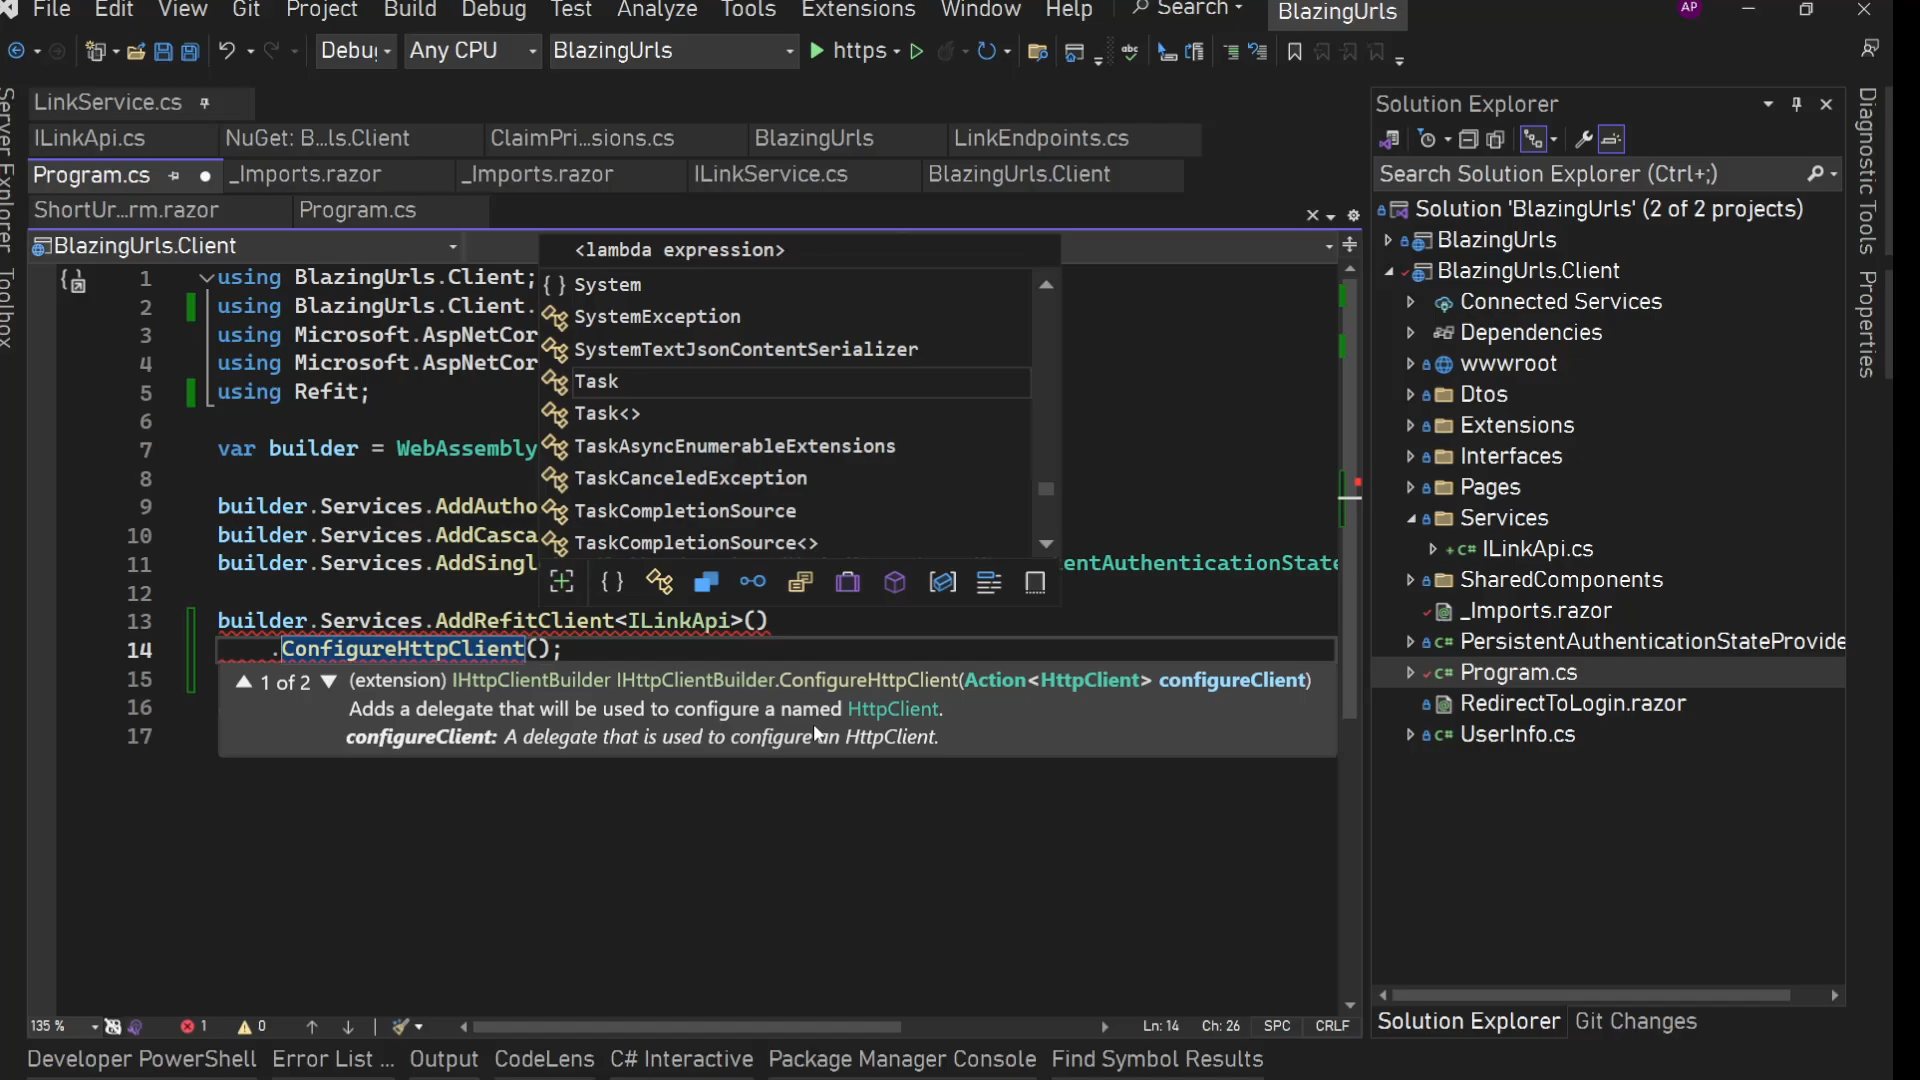 File Edit View Git Project Build Debug Test Analyze Tools Extensions Window Help Search BlazingUrls AP
Debu Any CPU BlazingUrls https
LinkService.cs
ILinkApi.cs NuGet: B...ls.Client ClaimPri...sions.cs BlazingUrls LinkEndpoints.cs
Program.cs _Imports.razor _Imports.razor ILinkService.cs BlazingUrls.Client
ShortUr...rm.razor Program.cs
BlazingUrls.Client
<lambda expression>
System
SystemException
SystemTextJsonContentSerializer
Task
Task<>
TaskAsyncEnumerableExtensions
TaskCanceledException
TaskCompletionSource
TaskCompletionSource<>
1 using BlazingUrls.Client;
2 using BlazingUrls.Client.
3 using Microsoft.AspNetCor
4 using Microsoft.AspNetCor
5 using Refit;
6
7 var builder = WebAssembly
8
9 builder.Services.AddAutho
10 builder.Services.AddCasca
11 builder.Services.AddSingl entAuthenticationState
12
13 builder.Services.AddRefitClient<ILinkApi>()
14 .ConfigureHttpClient();
15
16
17
1 of 2 (extension) IHttpClientBuilder IHttpClientBuilder.ConfigureHttpClient(Action<HttpClient> configureClient)
Adds a delegate that will be used to configure a named HttpClient.
configureClient: A delegate that is used to configure an HttpClient.
135 % 1 0 Ln: 14 Ch: 26 SPC CRLF
Developer PowerShell Error List ... Output CodeLens C# Interactive Package Manager Console Find Symbol Results
Server Explorer
Toolbox
Solution Explorer
Search Solution Explorer (Ctrl+;)
Solution 'BlazingUrls' (2 of 2 projects)
BlazingUrls
BlazingUrls.Client
Connected Services
Dependencies
wwwroot
Dtos
Extensions
Interfaces
Pages
Services
C# ILinkApi.cs
SharedComponents
_Imports.razor
C# PersistentAuthenticationStateProvide
C# Program.cs
RedirectToLogin.razor
C# UserInfo.cs
Solution Explorer Git Changes
Diagnostic Tools
Properties